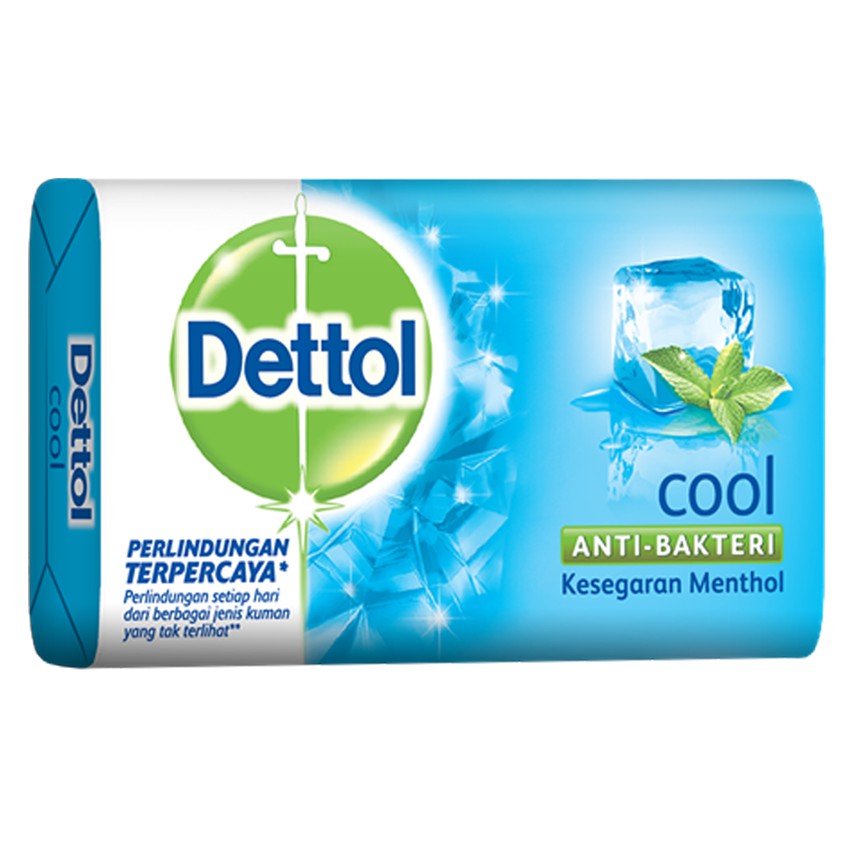 Dettol
cool
Dettol
PERLINDUNGAN
TERPERCAYA*
Perlindungan setiap hari
dari berbagai jenis kuman
yang tak terlihat**
cool
ANTI-BAKTERI
Kesegaran Menthol